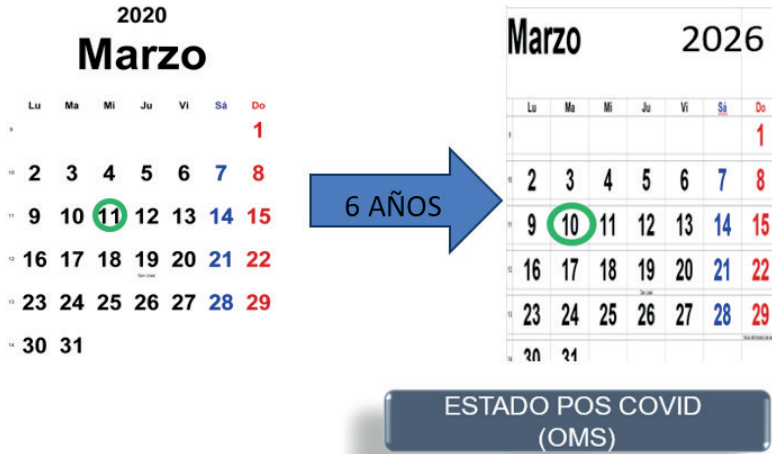 2020
Marzo
Lu Ma Mi Ju Vi Sá Do
1
2 3 4 5 6 7 8
9 10 11 12 13 14 15
16 17 18 19 20 21 22
San José
23 24 25 26 27 28 29
30 31
6 AÑOS
Marzo 2026
Lu Ma Mi Ju Vi Sá Do
1
2 3 4 5 6 7 8
9 10 11 12 13 14 15
16 17 18 19 20 21 22
San José
23 24 25 26 27 28 29
30 31
ESTADO POS COVID
(OMS)